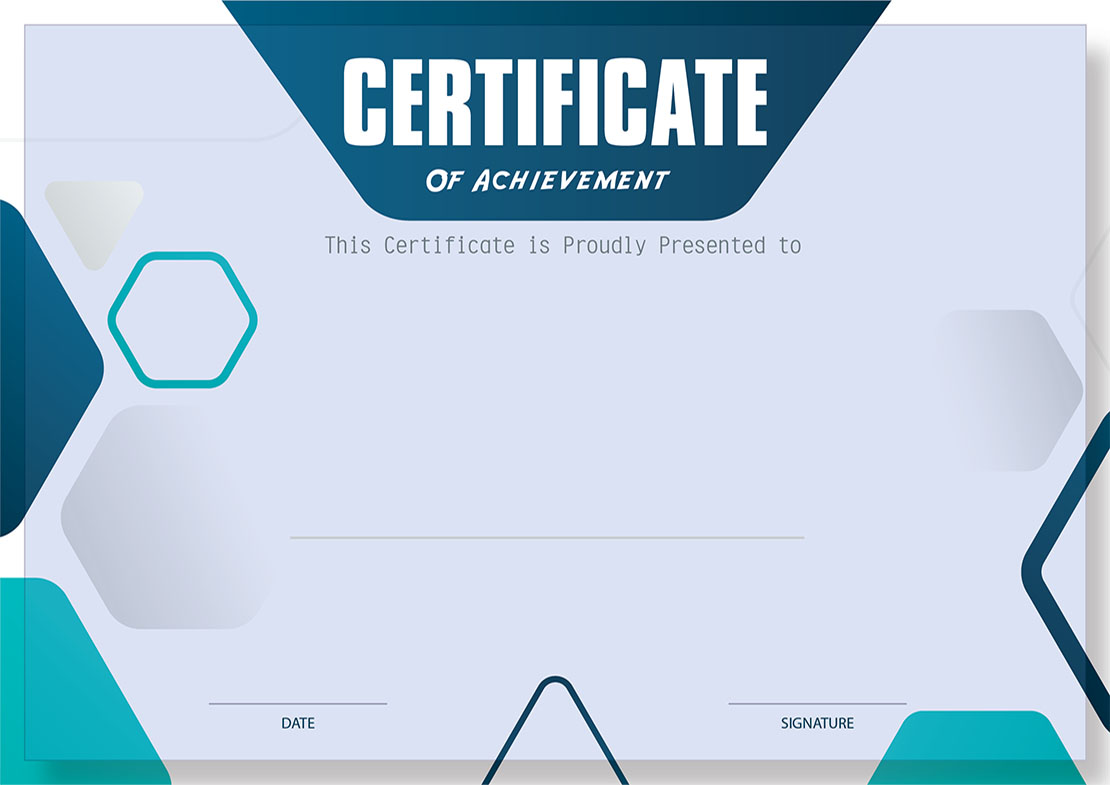 CERTIFICATE
OF ACHIEVEMENT
This Certificate is Proudly Presented to
DATE
SIGNATURE